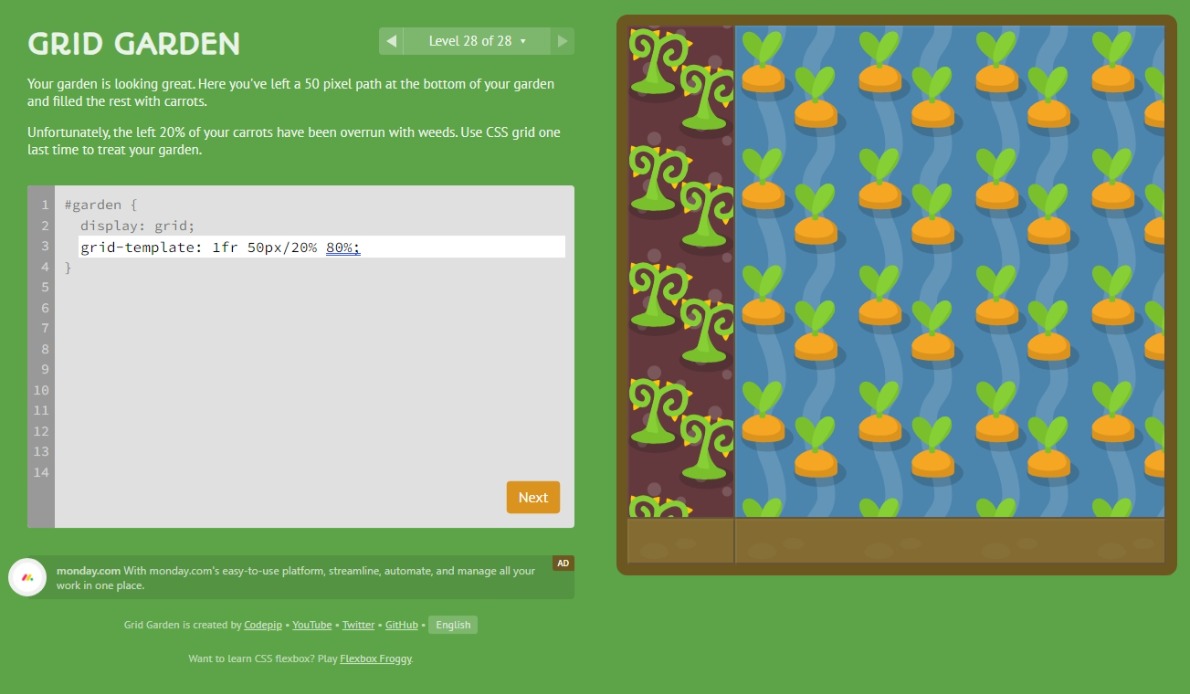 GRID GARDEN
◀ Level 28 of 28 ▾ ▶
Your garden is looking great. Here you've left a 50 pixel path at the bottom of your garden
and filled the rest with carrots.
Unfortunately, the left 20% of your carrots have been overrun with weeds. Use CSS grid one
last time to treat your garden.
1 #garden {
2 display: grid;
3 grid-template: 1fr 50px/20% 80%;
4 }
5
6
7
8
9
10
11
12
13
14
Next
AD
monday.com With monday.com's easy-to-use platform, streamline, automate, and manage all your
work in one place.
Grid Garden is created by Codepip • YouTube • Twitter • GitHub • English
Want to learn CSS flexbox? Play Flexbox Froggy.